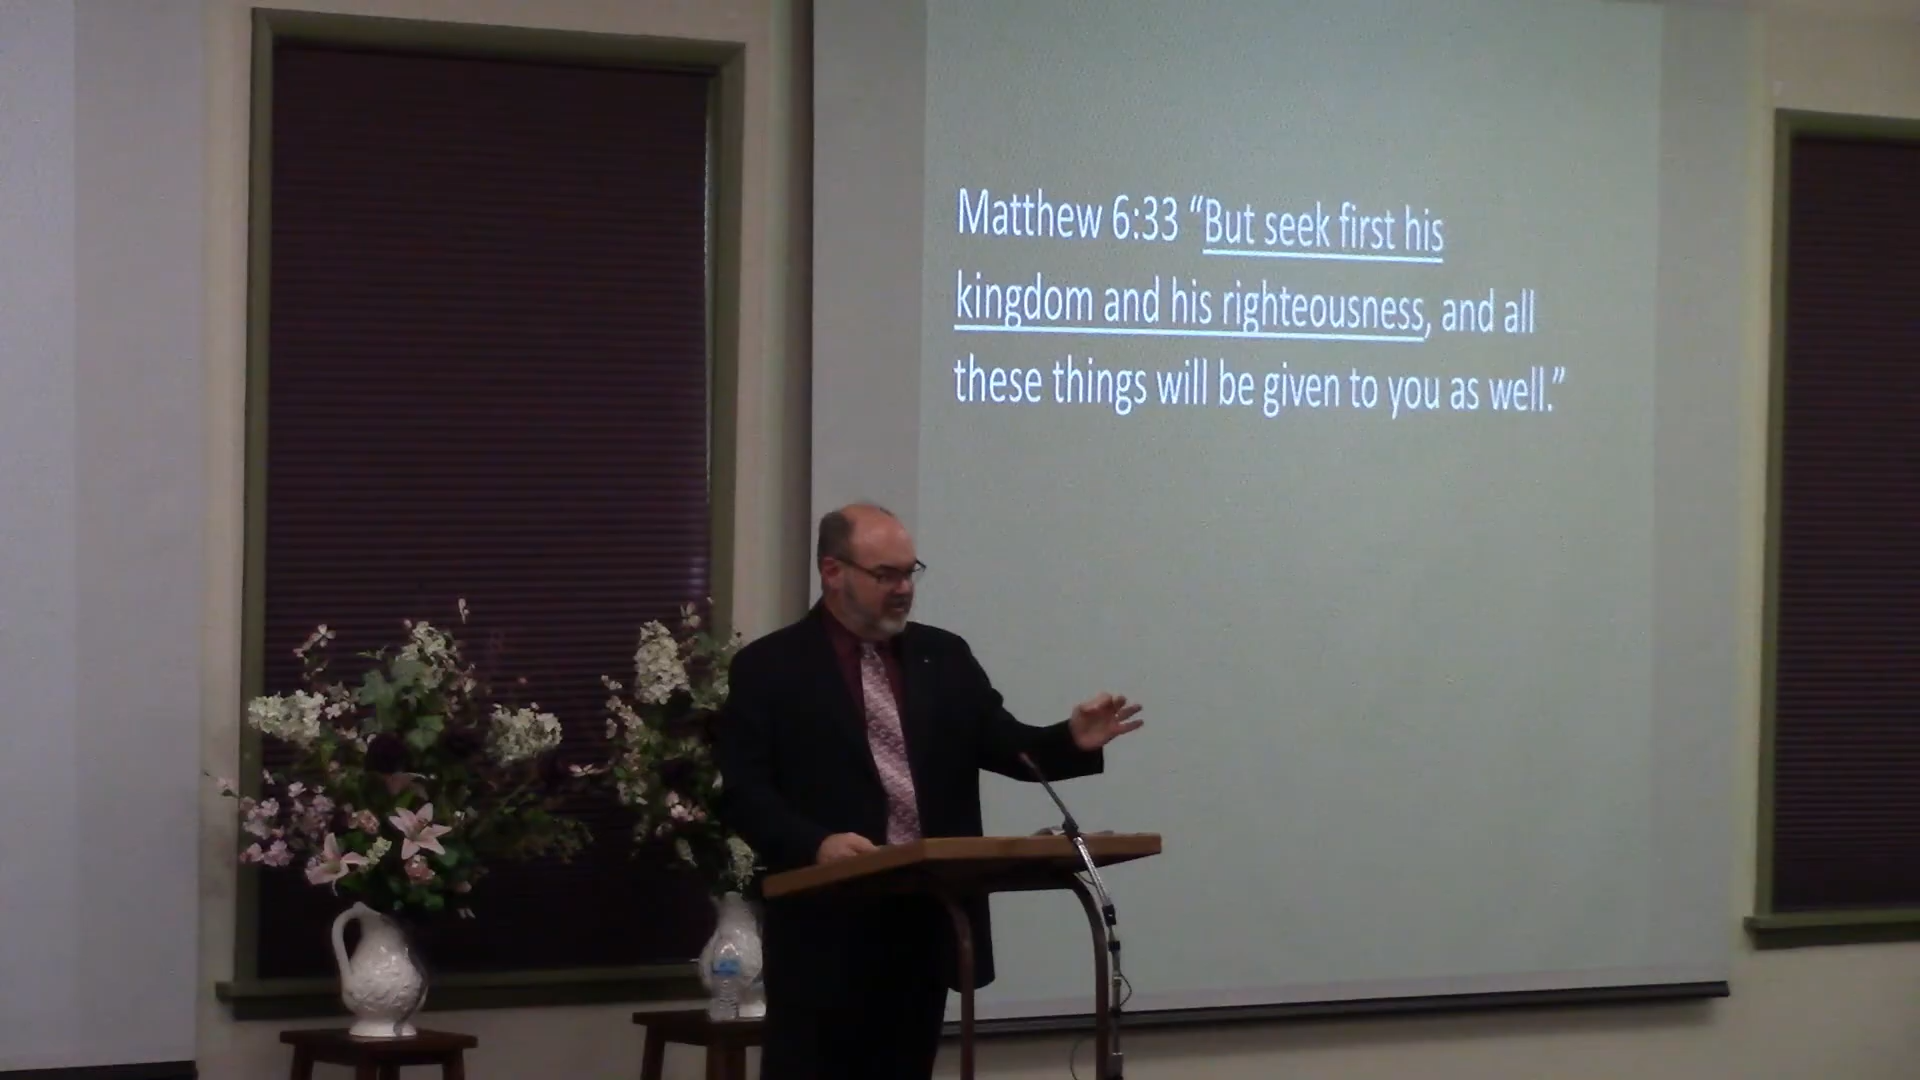 Matthew 6:33 “But seek first his
kingdom and his righteousness, and all
these things will be given to you as well.”